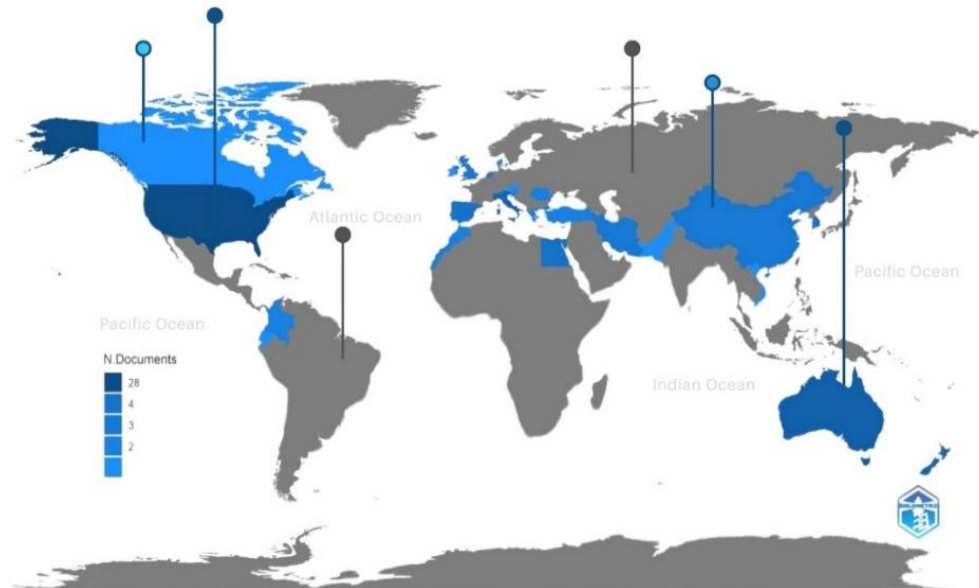 Atlantic Ocean
Pacific Ocean
Pacific Ocean
Indian Ocean
N.Documents
28
4
3
2